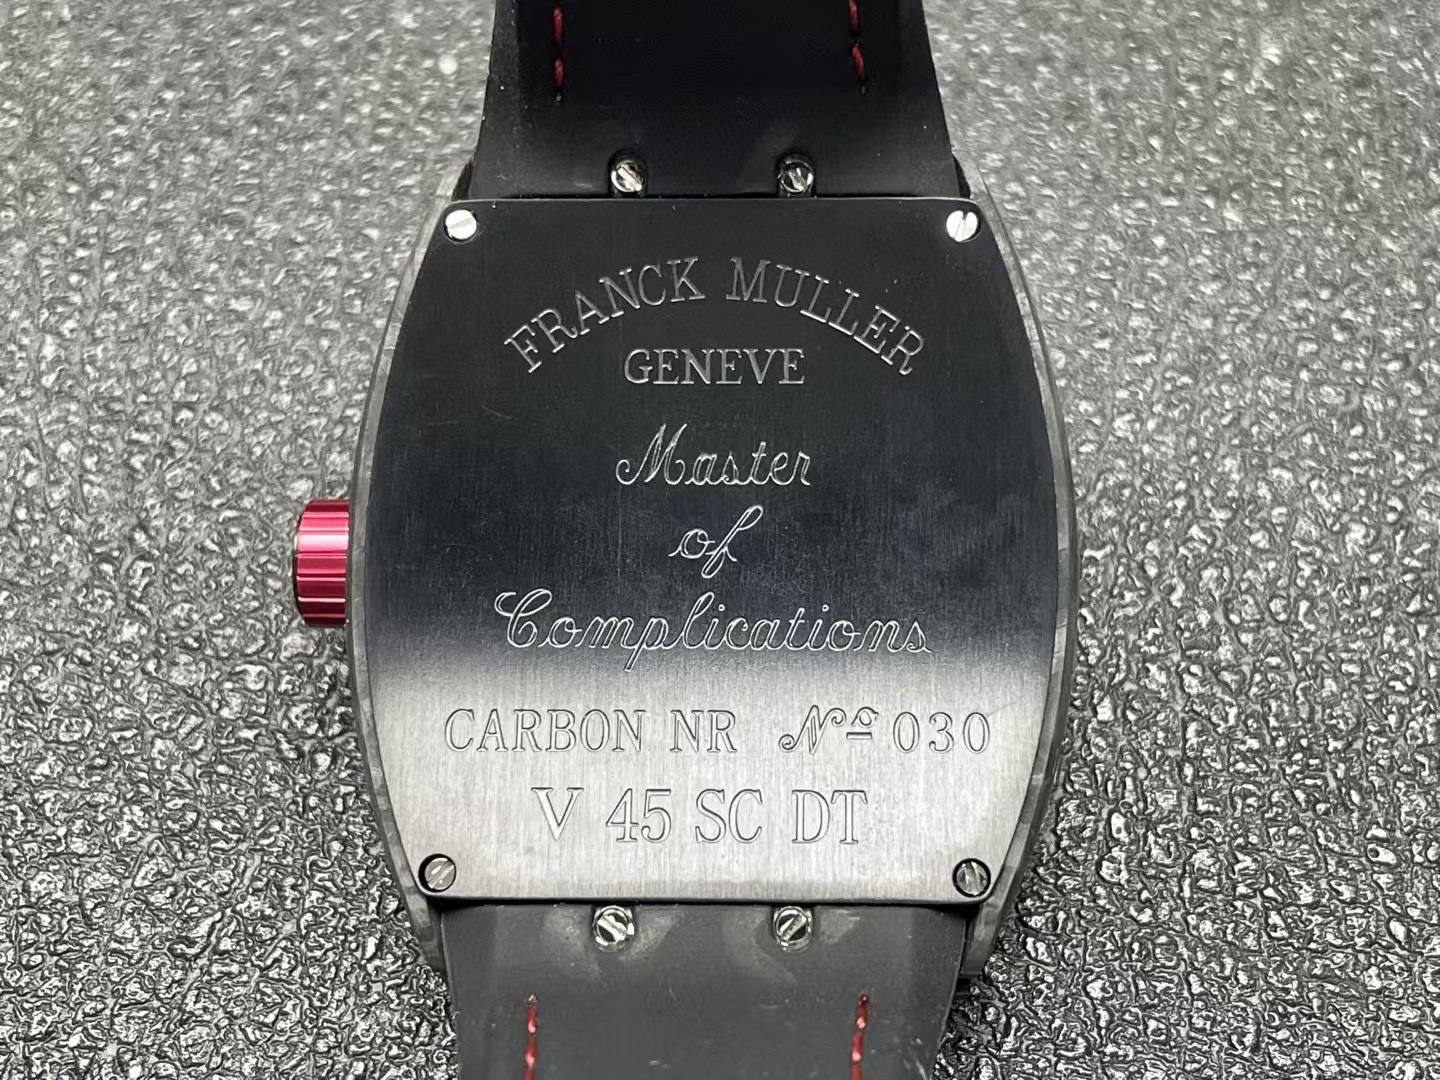 FRANCK MULLER
GENEVE
Master
of
Complications
CARBON NR Nº 030
V 45 SC DT